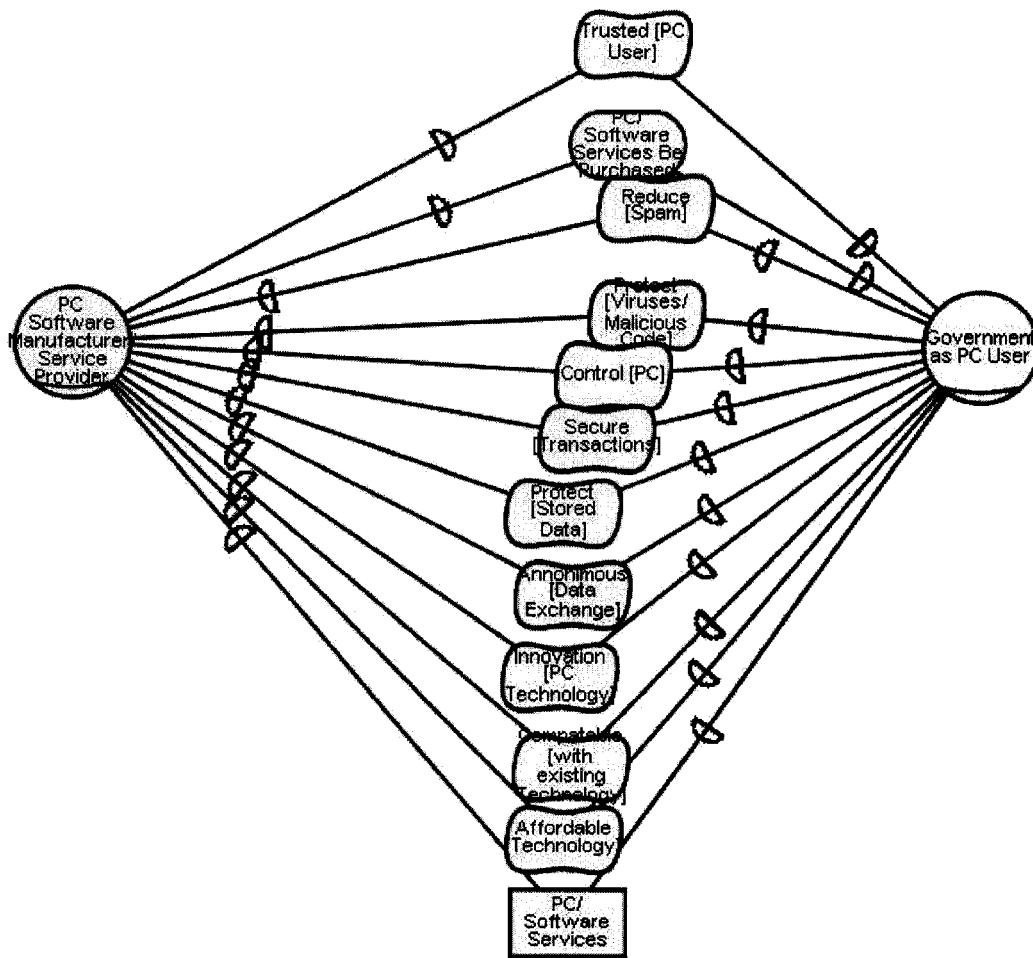 Trusted [PC
User]
PC/
Software
Services Be
Purchased
Reduce
[Spam]
PC
Software
Manufacturer
Service
Provider
Protect
[Viruses/
Malicious
Code]
Government
as PC User
Control [PC]
Secure
[Transactions]
Protect
[Stored
Data]
Annonimous
[Data
Exchange]
Innovation
[PC
Technology]
Compatable
[with
existing
Technology]
Affordable
Technology]
PC/
Software
Services